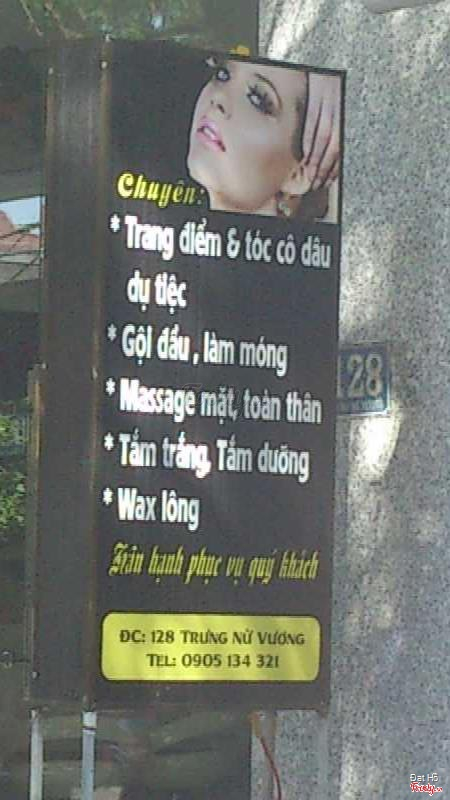 Chuyên:
* Trang điểm & tóc cô dâu
dự tiệc
* Gội đầu , làm móng
* Massage mặt, toàn thân
* Tắm trắng, Tắm dưỡng
* Wax lông
Hân hạnh phục vụ quý khách
ĐC: 128 Trưng Nữ Vương
Tel: 0905 134 321
128
Đạt Hồ